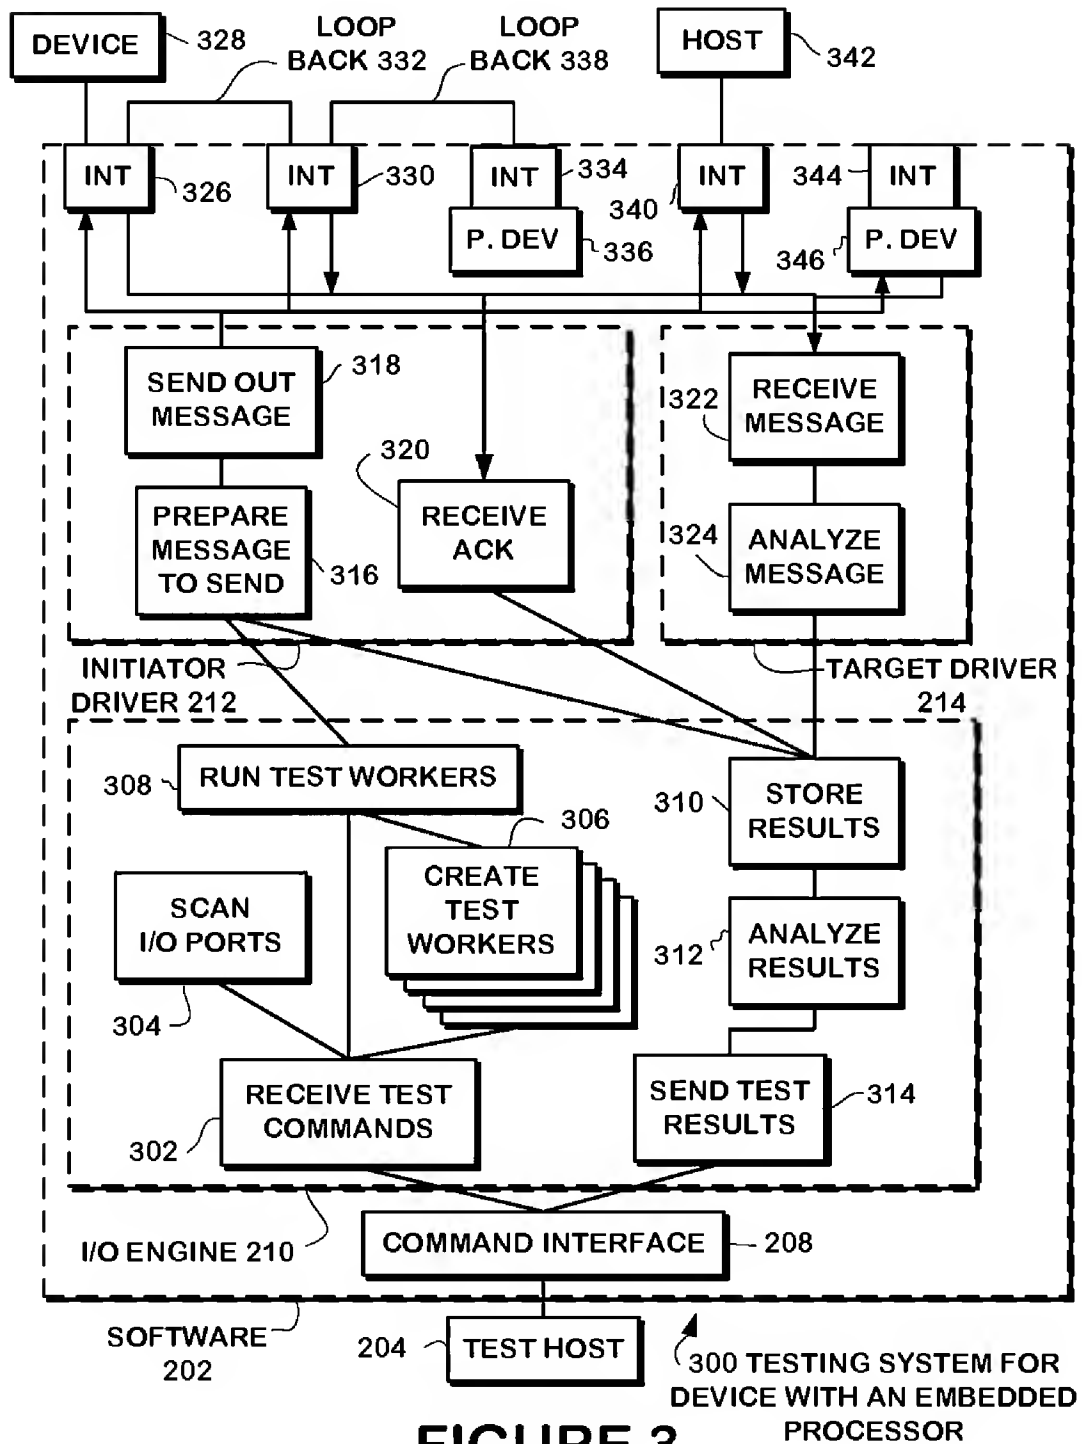 DEVICE
328
LOOP
BACK 332
LOOP
BACK 338
HOST
342
INT
326
INT
330
INT
334
P. DEV
336
INT
340
INT
344
P. DEV
346
SEND OUT
MESSAGE
318
PREPARE
MESSAGE
TO SEND
316
320
RECEIVE
ACK
RECEIVE
MESSAGE
322
ANALYZE
MESSAGE
324
INITIATOR
DRIVER 212
TARGET DRIVER
214
308
RUN TEST WORKERS
310
STORE
RESULTS
306
CREATE
TEST
WORKERS
SCAN
I/O PORTS
304
312
ANALYZE
RESULTS
RECEIVE TEST
COMMANDS
302
SEND TEST
RESULTS
314
I/O ENGINE 210
COMMAND INTERFACE
208
SOFTWARE
202
204
TEST HOST
300 TESTING SYSTEM FOR
DEVICE WITH AN EMBEDDED
PROCESSOR
FIGURE 3